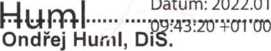 Huml
Datum: 2022.01
09:43:20 +01'00
Ondřej Huml, DiS.